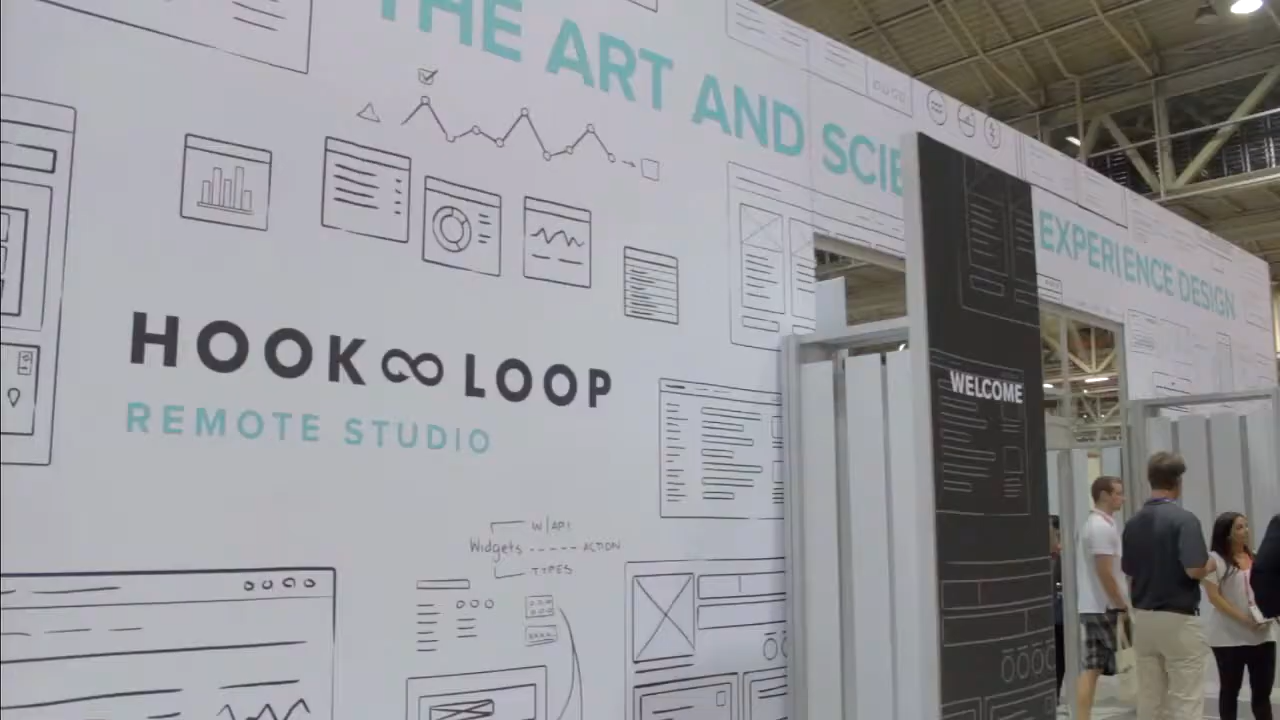 THE ART AND SCIE
EXPERIENCE DESIGN
HOOK∞LOOP
REMOTE STUDIO
WELCOME
W/API
Widgets ----- ACTION
TYPES